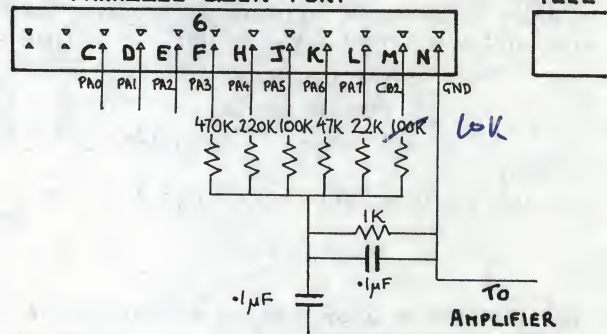 PARALLEL USER PORT
6
C D E F H J K L M N
PA0 PA1 PA2 PA3 PA4 PA5 PA6 PA7 CB2 GND
470K 220K 100K 47K 22K 100K 10K
1K
.1µF
.1µF
TO
AMPLIFIER